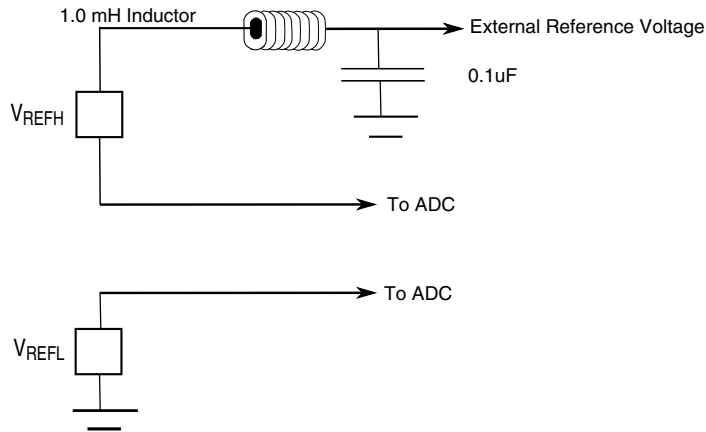 1.0 mH Inductor
External Reference Voltage
0.1uF
VREFH
To ADC
To ADC
VREFL